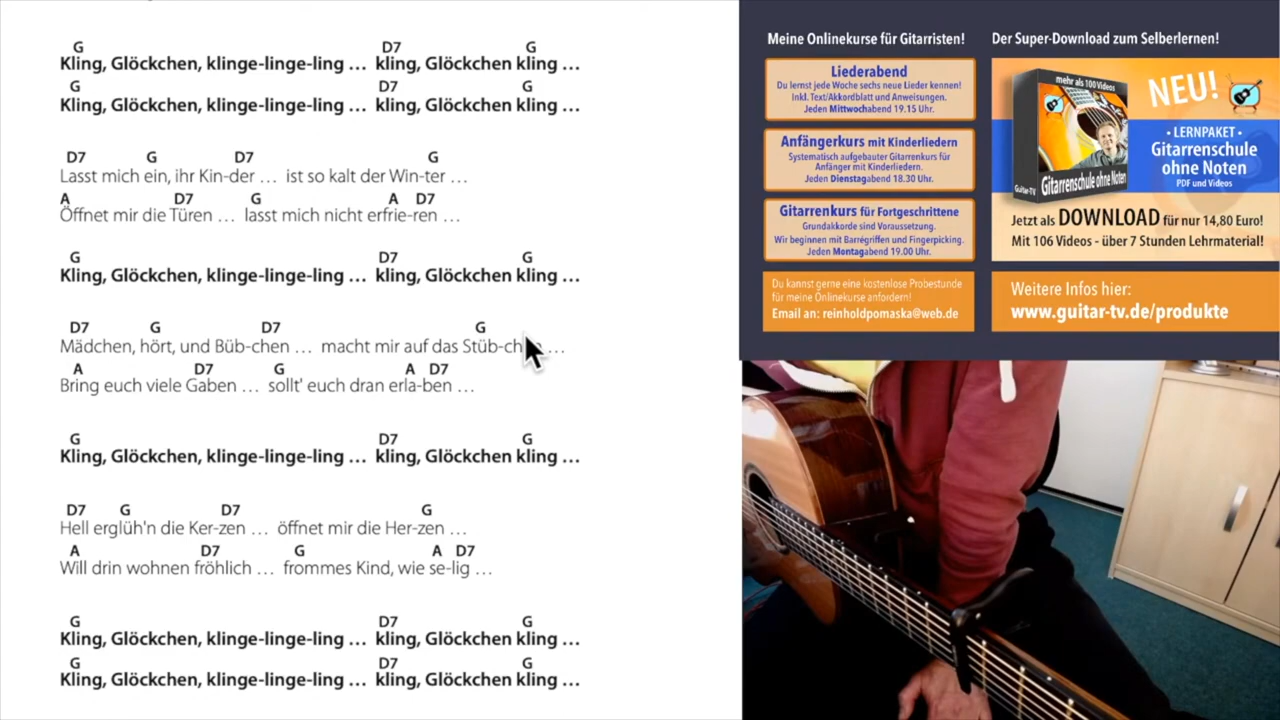 G D7 G
Kling, Glöckchen, klinge-linge-ling ... kling, Glöckchen kling ...
G D7 G
Kling, Glöckchen, klinge-linge-ling ... kling, Glöckchen kling ...
D7 G D7 G
Lasst mich ein, ihr Kin-der ... ist so kalt der Win-ter ...
A D7 G A D7
Öffnet mir die Türen ... lasst mich nicht erfrie-ren ...
G D7 G
Kling, Glöckchen, klinge-linge-ling ... kling, Glöckchen kling ...
D7 G D7 G
Mädchen, hört, und Büb-chen ... macht mir auf das Stüb-chen ...
A D7 G A D7
Bring euch viele Gaben ... sollt' euch dran erla-ben ...
G D7 G
Kling, Glöckchen, klinge-linge-ling ... kling, Glöckchen kling ...
D7 G D7 G
Hell erglüh'n die Ker-zen ... öffnet mir die Her-zen ...
A D7 G A D7
Will drin wohnen fröhlich ... frommes Kind, wie se-lig ...
G D7 G
Kling, Glöckchen, klinge-linge-ling ... kling, Glöckchen kling ...
G D7 G
Kling, Glöckchen, klinge-linge-ling ... kling, Glöckchen kling ...
Meine Onlinekurse für Gitarristen!
Liederabend
Du lernst jede Woche sechs neue Lieder kennen!
Inkl. Text/Akkordblatt und Anweisungen.
Jeden Mittwochabend 19.15 Uhr.
Anfängerkurs mit Kinderliedern
Systematisch aufgebauter Gitarrenkurs für
Anfänger mit Kinderliedern.
Jeden Dienstagabend 18.30 Uhr.
Gitarrenkurs für Fortgeschrittene
Grundakkorde sind Voraussetzung.
Wir beginnen mit Barrégriffen und Fingerpicking.
Jeden Montagabend 19.00 Uhr.
Du kannst gerne eine kostenlose Probestunde
für meine Onlinekurse anfordern!
Email an: reinholdpomaska@web.de
Der Super-Download zum Selberlernen!
mehr als 100 Videos
Guitar-TV
Gitarrenschule ohne Noten
NEU!
• LERNPAKET •
Gitarrenschule
ohne Noten
PDF und Videos
Jetzt als DOWNLOAD für nur 14,80 Euro!
Mit 106 Videos - über 7 Stunden Lehrmaterial!
Weitere Infos hier:
www.guitar-tv.de/produkte